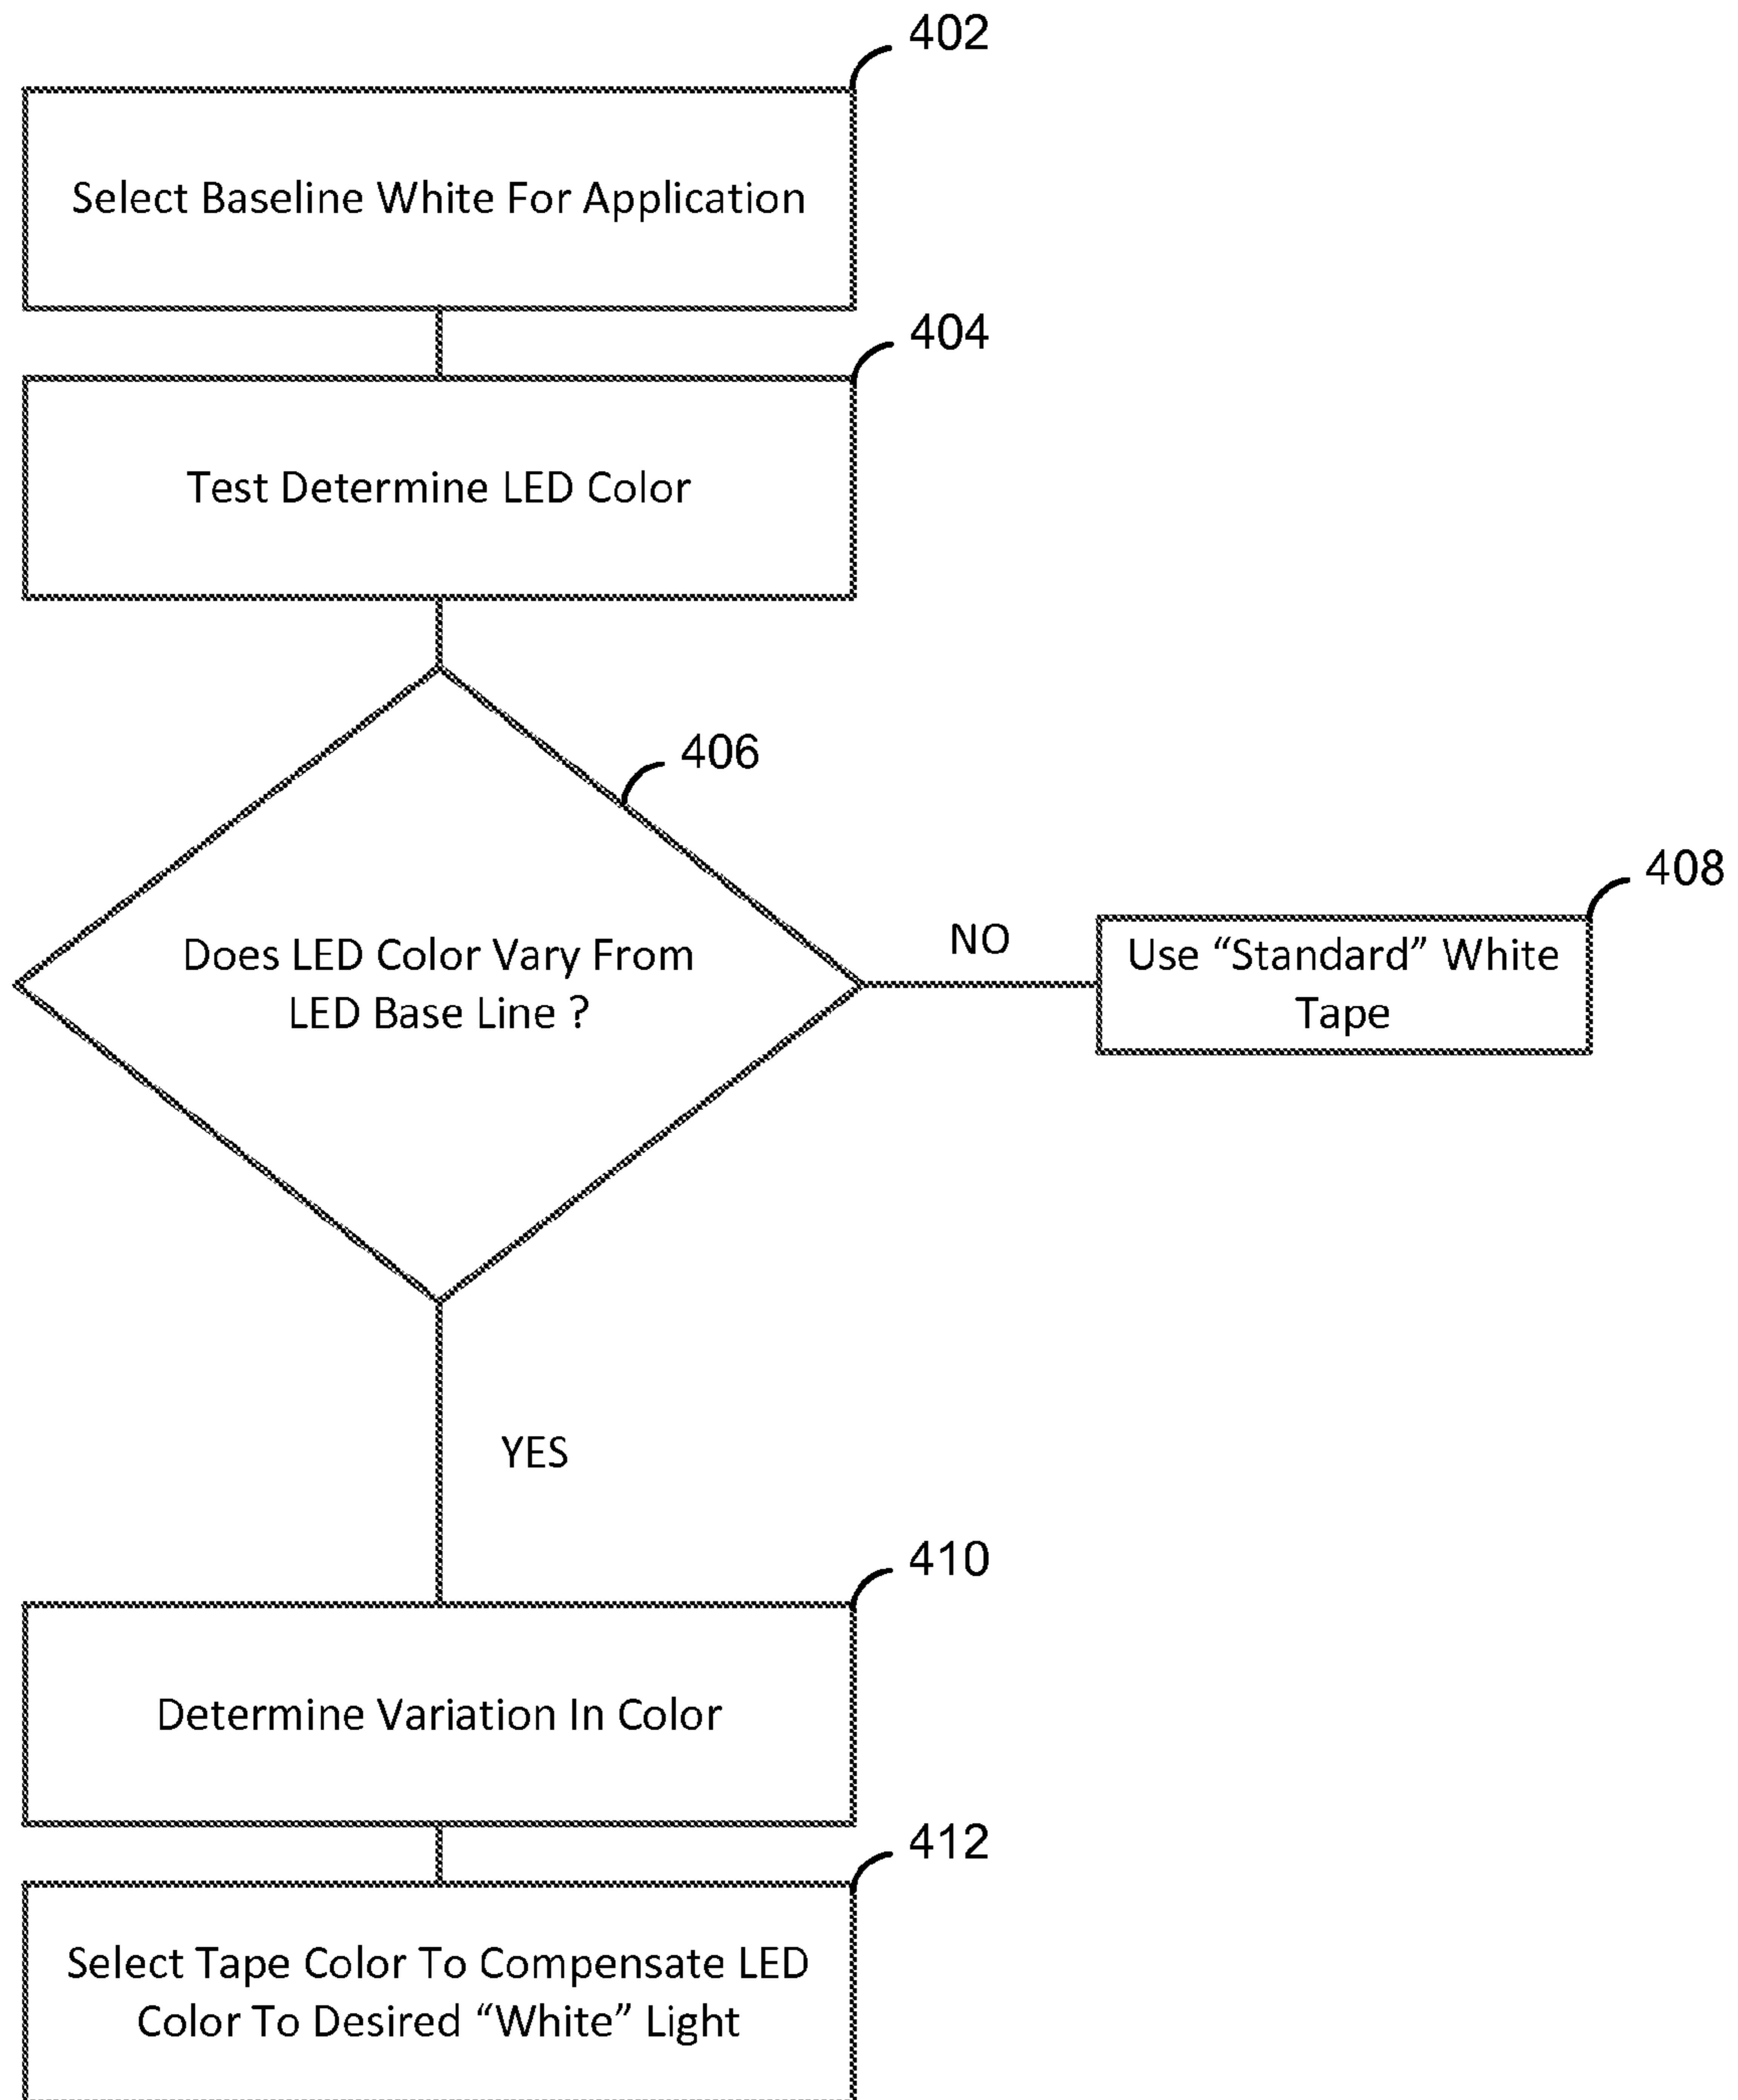 402
Select Baseline White For Application
404
Test Determine LED Color
406
Does LED Color Vary From
LED Base Line ?
NO
408
Use “Standard” White
Tape
YES
410
Determine Variation In Color
412
Select Tape Color To Compensate LED
Color To Desired “White” Light